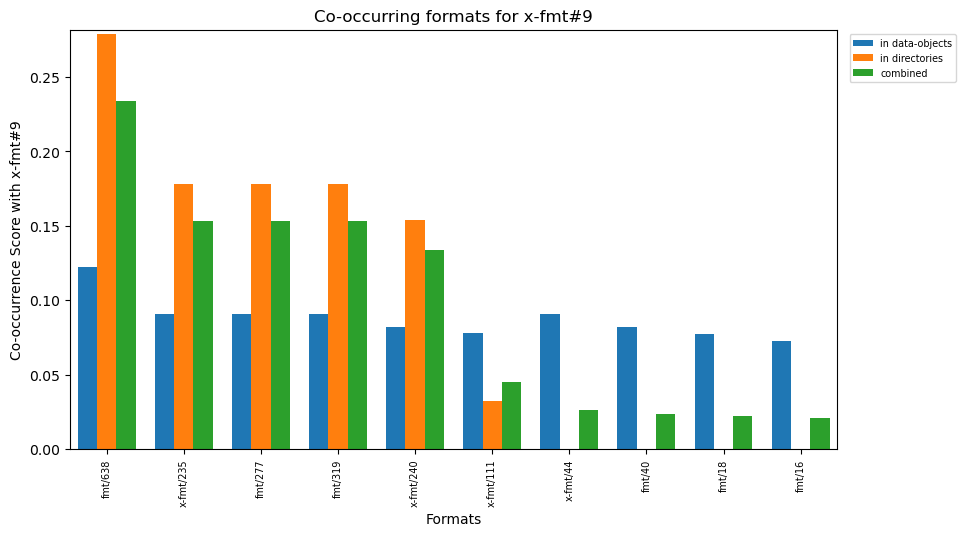 Co-occurring formats for x-fmt#9
in data-objects
in directories
combined
Co-occurrence Score with x-fmt#9
0.25
0.20
0.15
0.10
0.05
0.00
fmt/638
x-fmt/235
fmt/277
fmt/319
x-fmt/240
x-fmt/111
x-fmt/44
fmt/40
fmt/18
fmt/16
Formats